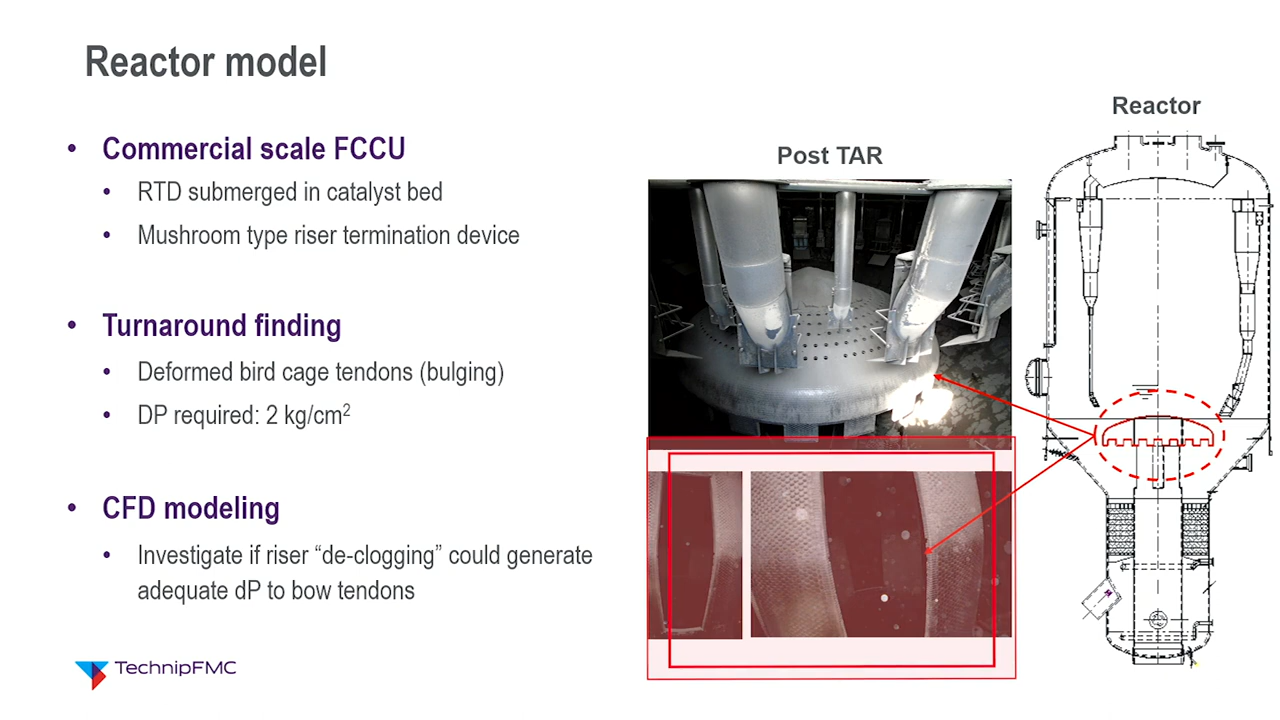 Reactor model
• Commercial scale FCCU
• RTD submerged in catalyst bed
• Mushroom type riser termination device
• Turnaround finding
• Deformed bird cage tendons (bulging)
• DP required: 2 kg/cm²
• CFD modeling
• Investigate if riser “de-clogging” could generate
adequate dP to bow tendons
TechnipFMC
Post TAR
Reactor